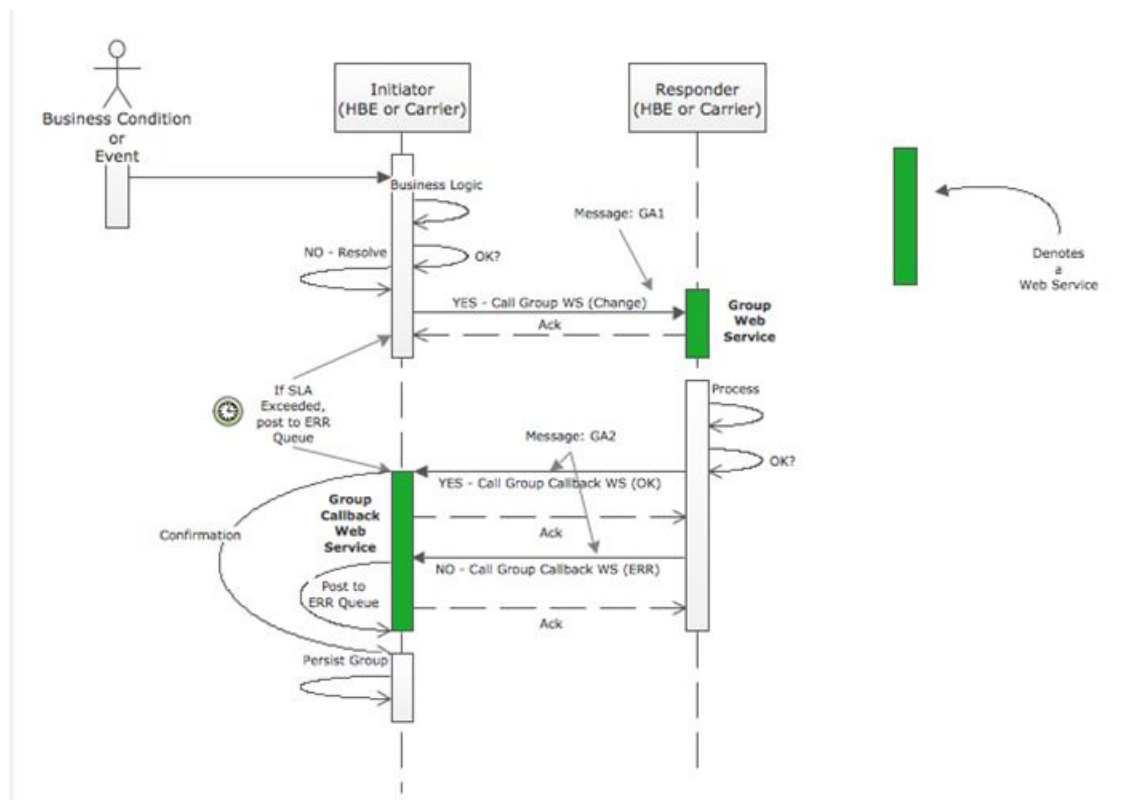 Business Condition
or
Event
Initiator
(HBE or Carrier)
Responder
(HBE or Carrier)
Business Logic
Message: GA1
NO - Resolve
OK?
Denotes
a
Web Service
YES - Call Group WS (Change)
Group
Web
Service
Ack
If SLA
Exceeded,
post to ERR
Queue
Process
Message: GA2
OK?
YES - Call Group Callback WS (OK)
Group
Callback
Web
Service
Confirmation
Ack
NO - Call Group Callback WS (ERR)
Post to
ERR Queue
Ack
Persist Group